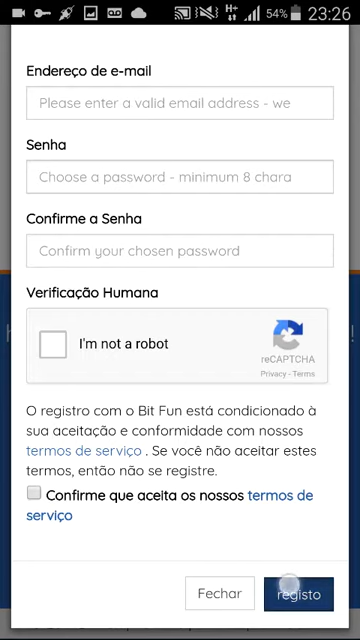 H+ 54% 23:26
Endereço de e-mail
Please enter a valid email address - we
Senha
Choose a password - minimum 8 chara
Confirme a Senha
Confirm your chosen password
Verificação Humana
I'm not a robot
reCAPTCHA
Privacy - Terms
O registro com o Bit Fun está condicionado à
sua aceitação e conformidade com nossos
termos de serviço . Se você não aceitar estes
termos, então não se registre.
Confirme que aceita os nossos termos de
serviço
Fechar
registo